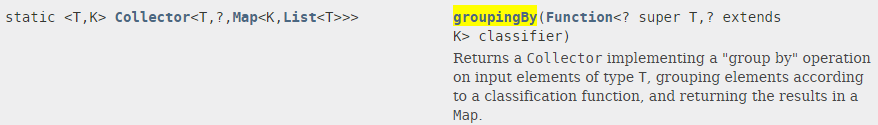 static <T,K> Collector<T,?,Map<K,List<T>>>
groupingBy(Function<? super T,? extends
K> classifier)
Returns a Collector implementing a "group by" operation
on input elements of type T, grouping elements according
to a classification function, and returning the results in a
Map.